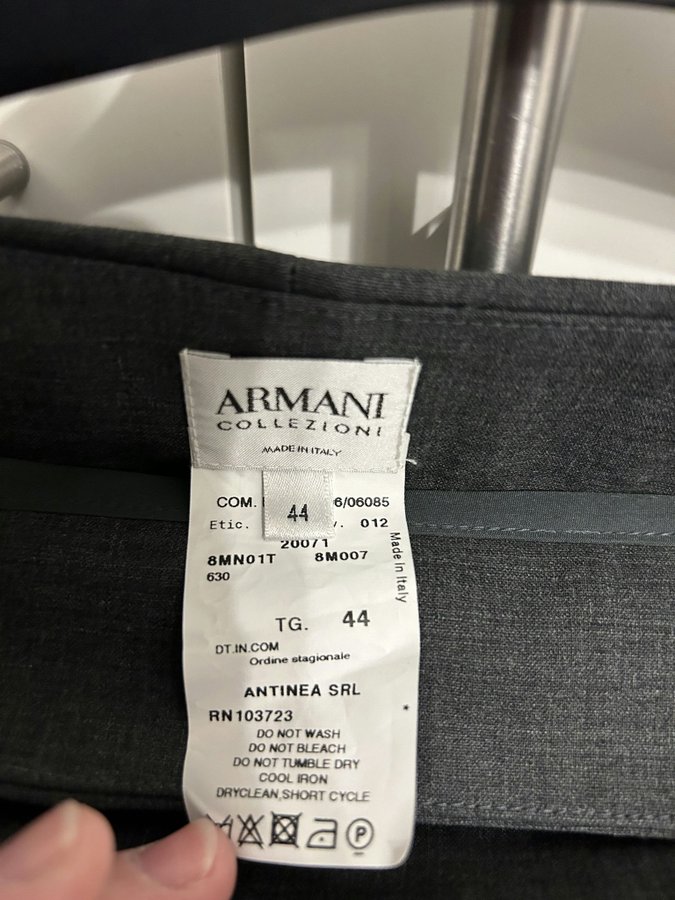 ARMANI
COLLEZIONI
MADE IN ITALY
COM. 6/06085
44
Etic. . 012
20071
8MN01T 8M007
630
Made in Italy
TG. 44
DT.IN.COM
Ordine stagionale
ANTINEA SRL
*
RN103723
DO NOT WASH
DO NOT BLEACH
DO NOT TUMBLE DRY
COOL IRON
DRYCLEAN,SHORT CYCLE
P